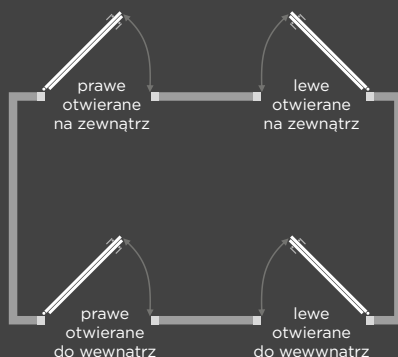 prawe
otwierane
na zewnątrz
lewe
otwierane
na zewnątrz
prawe
otwierane
do wewnatrz
lewe
otwierane
do wewwnatrz